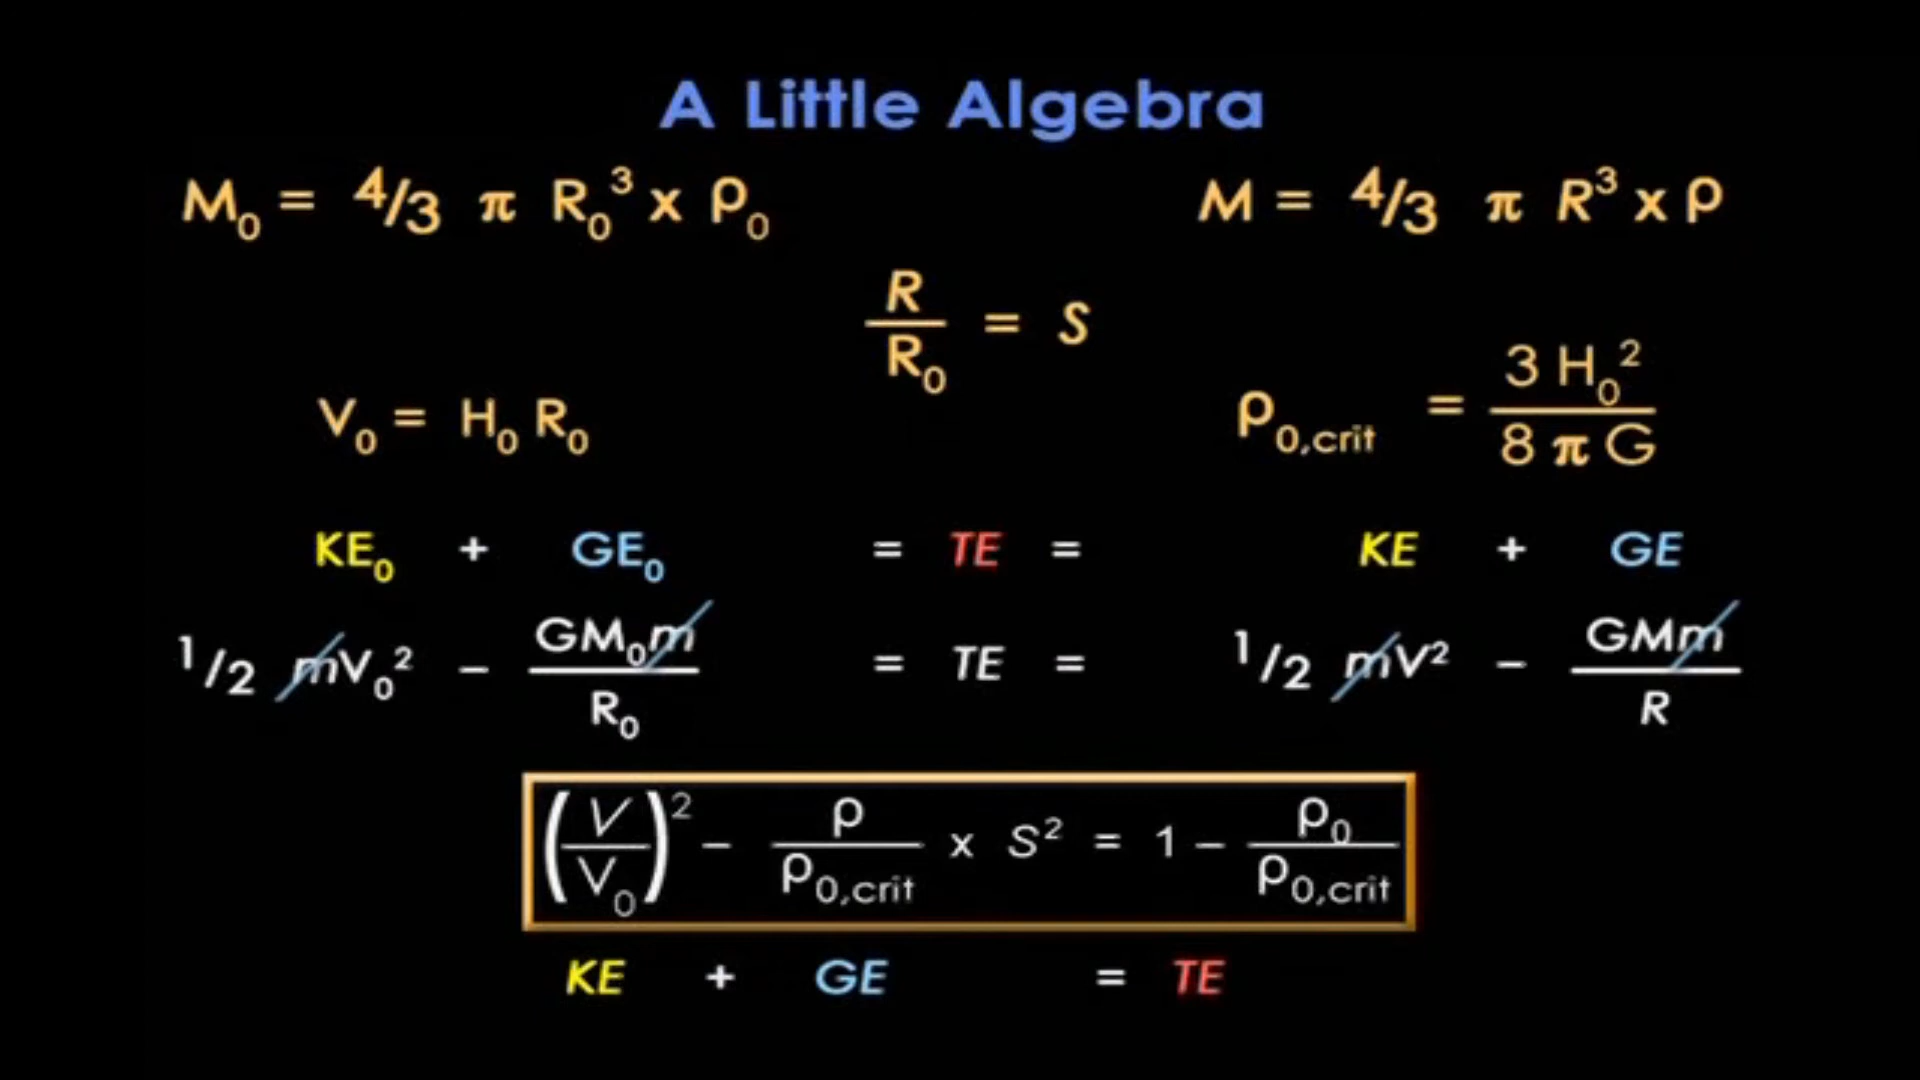 A Little Algebra
M₀ = 4/3 π R₀³ x ρ₀
M = 4/3 π R³ x ρ
R/R₀ = S
V₀ = H₀ R₀
ρ₀,crit = 3 H₀² / 8 π G
KE₀ + GE₀ = TE = KE + GE
1/2 mV₀² − GM₀m/R₀ = TE = 1/2 mV² − GMm/R
(V/V₀)² − ρ/ρ₀,crit x S² = 1 − ρ₀/ρ₀,crit
KE + GE = TE